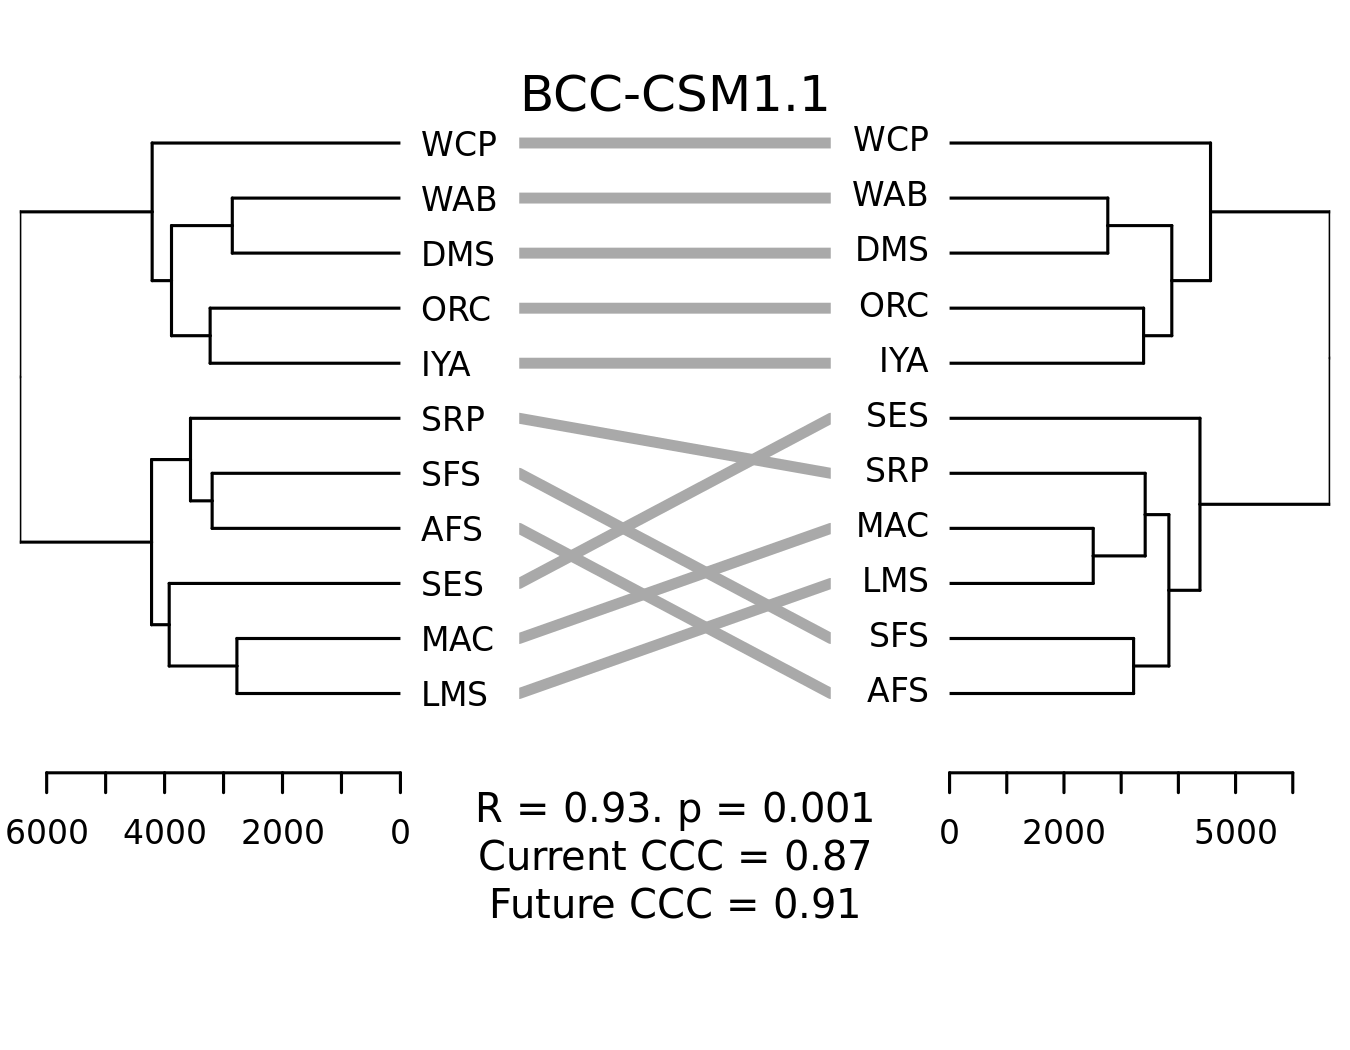 BCC-CSM1.1
WCP WCP
WAB WAB
DMS DMS
ORC ORC
IYA IYA
SRP SES
SFS SRP
AFS MAC
SES LMS
MAC SFS
LMS AFS
6000 4000 2000 0 0 2000 5000
R = 0.93. p = 0.001
Current CCC = 0.87
Future CCC = 0.91